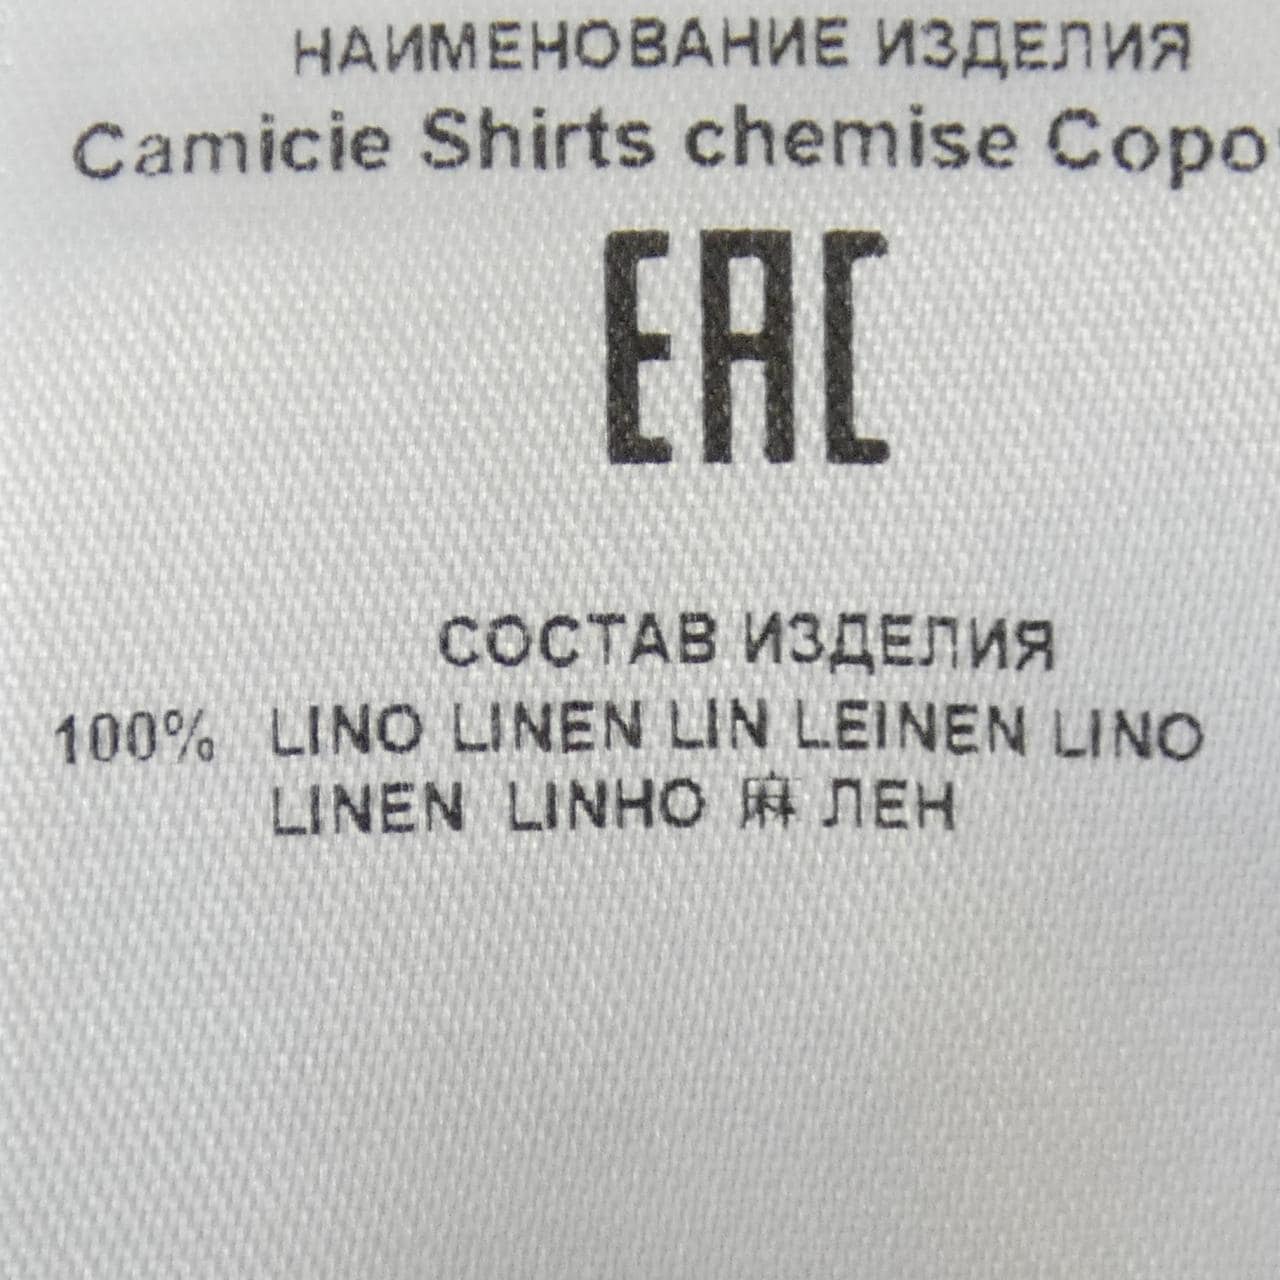 НАИМЕНОВАНИЕ ИЗДЕЛИЯ
Camicie Shirts chemise
EAC
СОСТАВ ИЗДЕЛИЯ
100% LINO LINEN LIN LEINEN LINO
LINEN LINHO 麻 ЛЕН